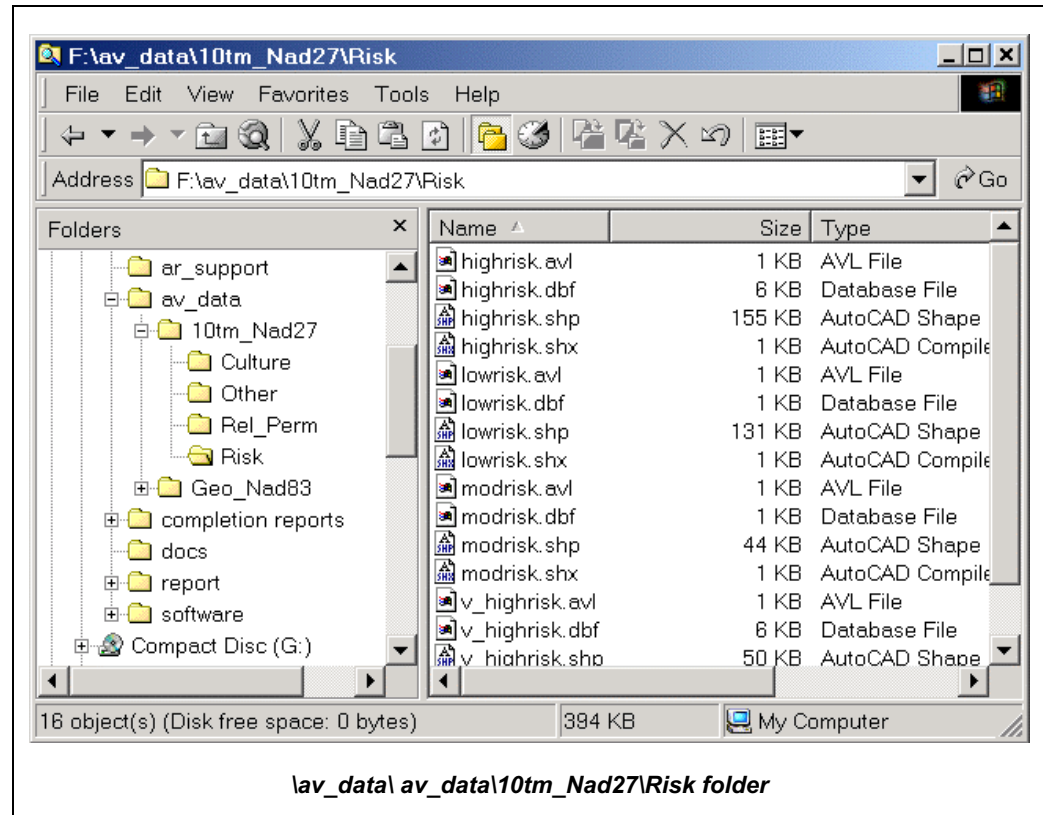 F:\av_data\10tm_Nad27\Risk
File Edit View Favorites Tools Help
Address F:\av_data\10tm_Nad27\Risk Go
Folders x
ar_support
av_data
10tm_Nad27
Culture
Other
Rel_Perm
Risk
Geo_Nad83
completion reports
docs
report
software
Compact Disc (G:)
Name Size Type
highrisk.avl 1 KB AVL File
highrisk.dbf 6 KB Database File
highrisk.shp 155 KB AutoCAD Shape
highrisk.shx 1 KB AutoCAD Compile
lowrisk.avl 1 KB AVL File
lowrisk.dbf 1 KB Database File
lowrisk.shp 131 KB AutoCAD Shape
lowrisk.shx 1 KB AutoCAD Compile
modrisk.avl 1 KB AVL File
modrisk.dbf 1 KB Database File
modrisk.shp 44 KB AutoCAD Shape
modrisk.shx 1 KB AutoCAD Compile
v_highrisk.avl 1 KB AVL File
v_highrisk.dbf 6 KB Database File
v_highrisk.shp 50 KB AutoCAD Shape
16 object(s) (Disk free space: 0 bytes) 394 KB My Computer
\av_data\ av_data\10tm_Nad27\Risk folder